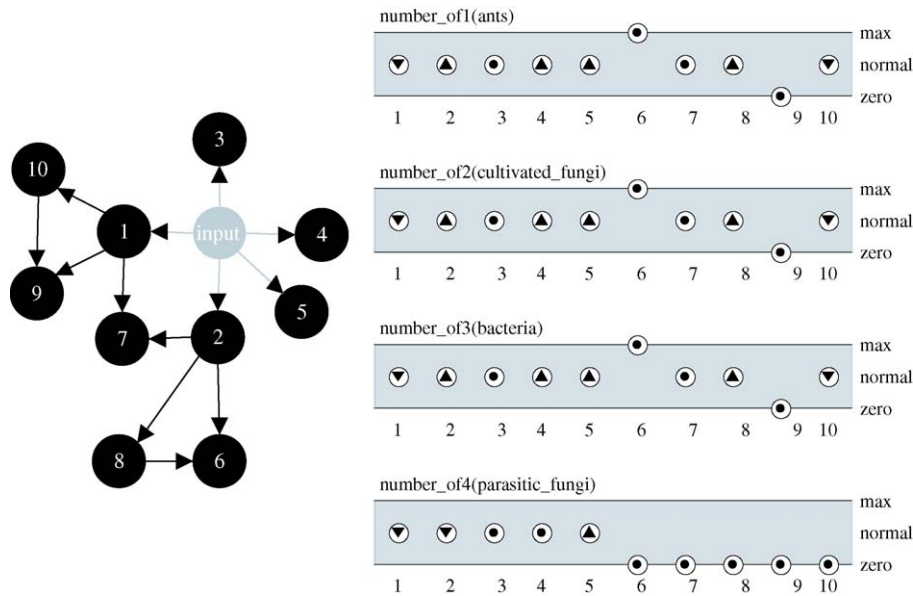 number_of1(ants)
max
normal
zero
1 2 3 4 5 6 7 8 9 10
number_of2(cultivated_fungi)
max
normal
zero
1 2 3 4 5 6 7 8 9 10
number_of3(bacteria)
max
normal
zero
1 2 3 4 5 6 7 8 9 10
number_of4(parasitic_fungi)
max
normal
zero
1 2 3 4 5 6 7 8 9 10
3
10
1
input
4
9
5
7
2
8
6